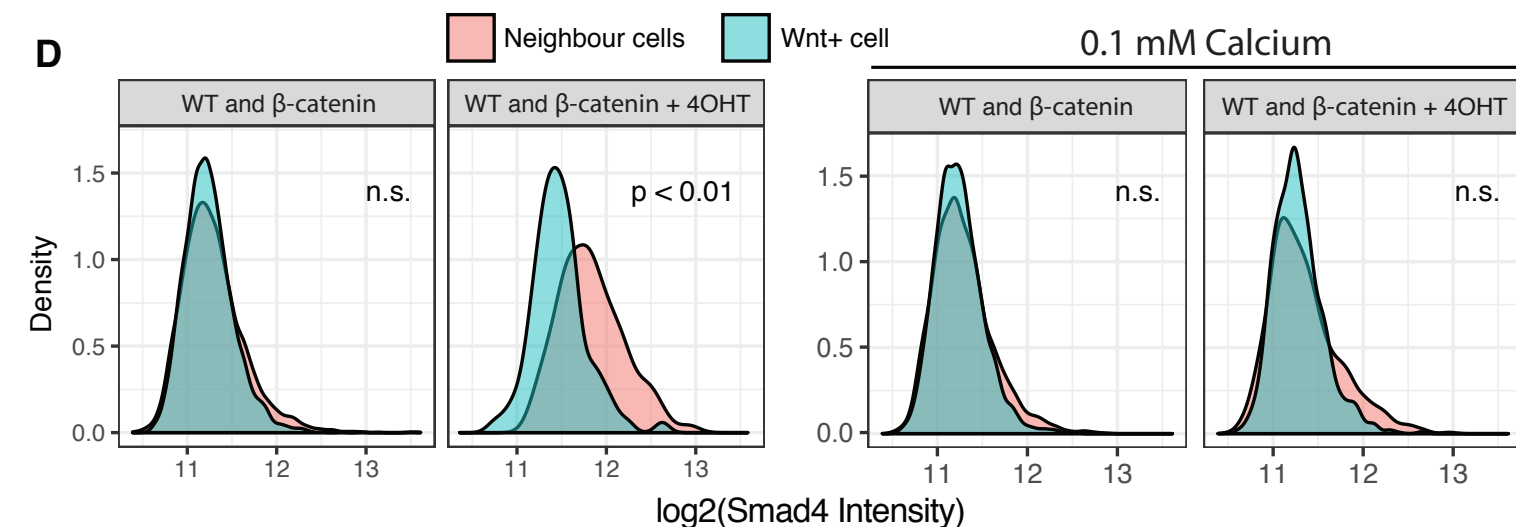 D
Neighbour cells Wnt+ cell
0.1 mM Calcium
WT and β-catenin WT and β-catenin + 4OHT WT and β-catenin WT and β-catenin + 4OHT
n.s. p < 0.01 n.s. n.s.
Density
1.5 1.5
1.0 1.0
0.5 0.5
0.0 0.0
11 12 13 11 12 13 11 12 13 11 12 13
log2(Smad4 Intensity)